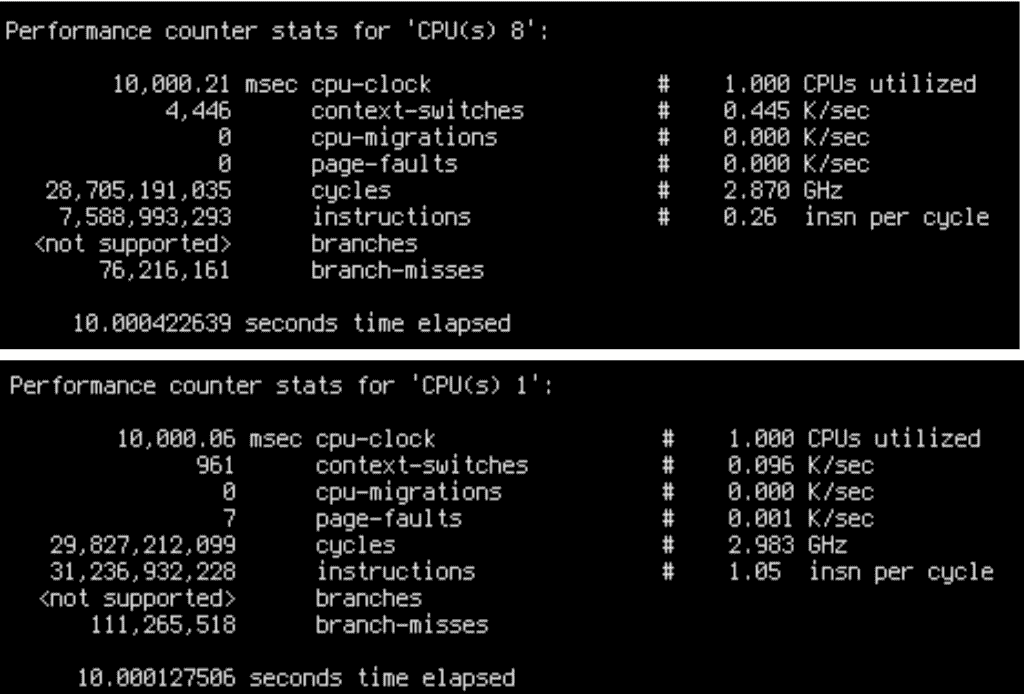 Performance counter stats for 'CPU(s) 8':
10,000.21 msec cpu-clock # 1.000 CPUs utilized
4,446 context-switches # 0.445 K/sec
0 cpu-migrations # 0.000 K/sec
0 page-faults # 0.000 K/sec
28,705,191,035 cycles # 2.870 GHz
7,588,993,293 instructions # 0.26 insn per cycle
<not supported> branches
76,216,161 branch-misses
10.000422639 seconds time elapsed
Performance counter stats for 'CPU(s) 1':
10,000.06 msec cpu-clock # 1.000 CPUs utilized
961 context-switches # 0.096 K/sec
0 cpu-migrations # 0.000 K/sec
7 page-faults # 0.001 K/sec
29,827,212,099 cycles # 2.983 GHz
31,236,932,228 instructions # 1.05 insn per cycle
<not supported> branches
111,265,518 branch-misses
10.000127506 seconds time elapsed